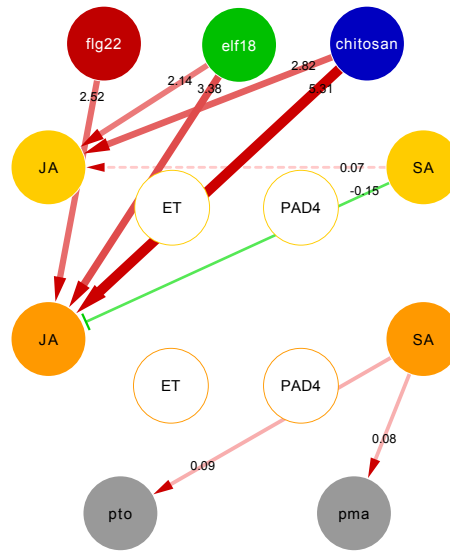 flg22
elf18
chitosan
2.82
2.14
2.52
3.38
5.31
JA
0.07
SA
-0.15
ET
PAD4
JA
SA
ET
PAD4
0.08
0.09
pto
pma